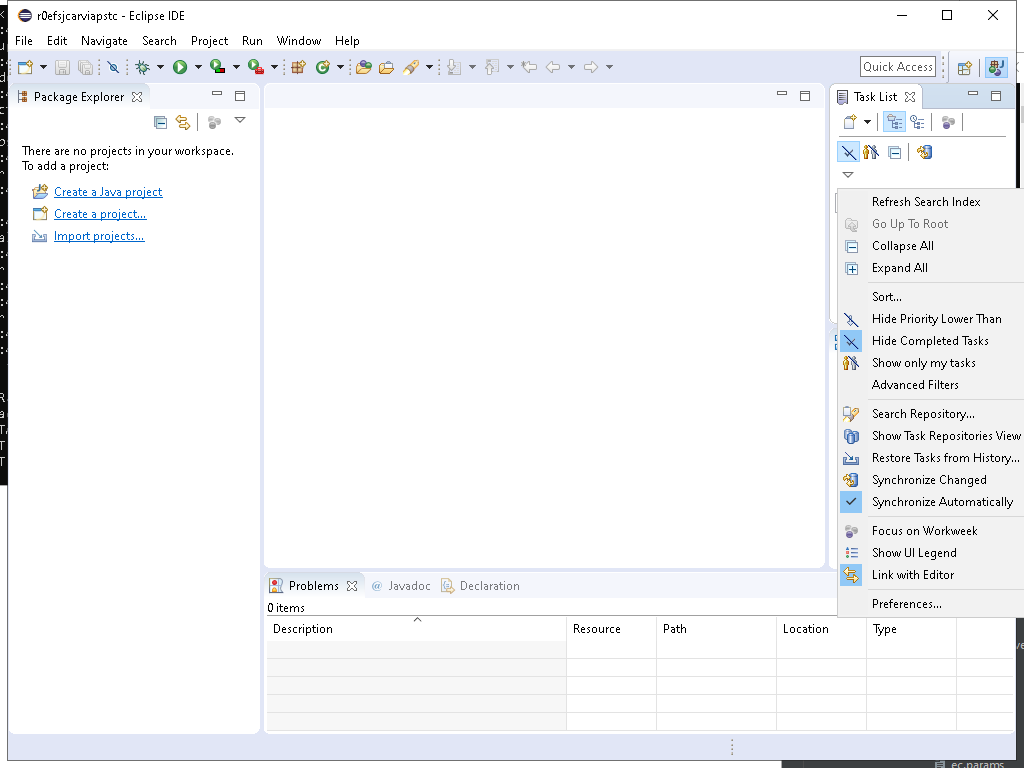 r0efsjcarviapstc - Eclipse IDE
File Edit Navigate Search Project Run Window Help
Quick Access
Package Explorer
Task List
There are no projects in your workspace.
To add a project:
Create a Java project
Create a project...
Import projects...
Refresh Search Index
Go Up To Root
Collapse All
Expand All
Sort...
Hide Priority Lower Than
Hide Completed Tasks
Show only my tasks
Advanced Filters
Search Repository...
Show Task Repositories View
Restore Tasks from History...
Synchronize Changed
Synchronize Automatically
Focus on Workweek
Show UI Legend
Link with Editor
Preferences...
Problems @ Javadoc Declaration
0 items
Description Resource Path Location Type
ec.params